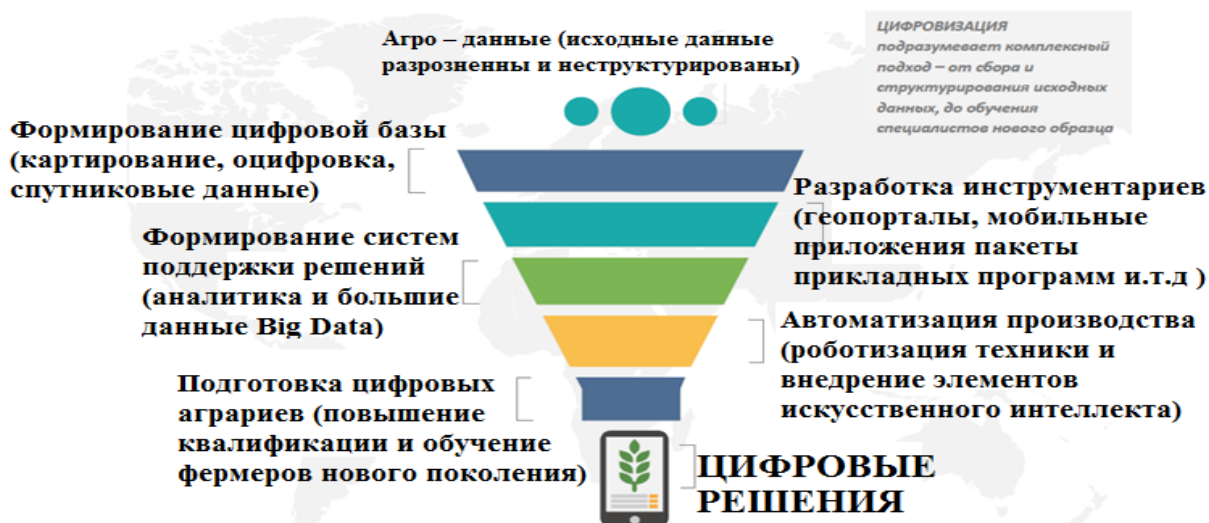 Агро – данные (исходные данные
разрозненны и неструктурированы)
ЦИФРОВИЗАЦИЯ
подразумевает комплексный
подход – от сбора и
структурирования исходных
данных, до обучения
специалистов нового образца
Формирование цифровой базы
(картирование, оцифровка,
спутниковые данные)
Разработка инструментариев
(геопорталы, мобильные
приложения пакеты
прикладных программ и.т.д )
Формирование систем
поддержки решений
(аналитика и большие
данные Big Data)
Автоматизация производства
(роботизация техники и
внедрение элементов
искусственного интеллекта)
Подготовка цифровых
аграриев (повышение
квалификации и обучение
фермеров нового поколения)
ЦИФРОВЫЕ
РЕШЕНИЯ